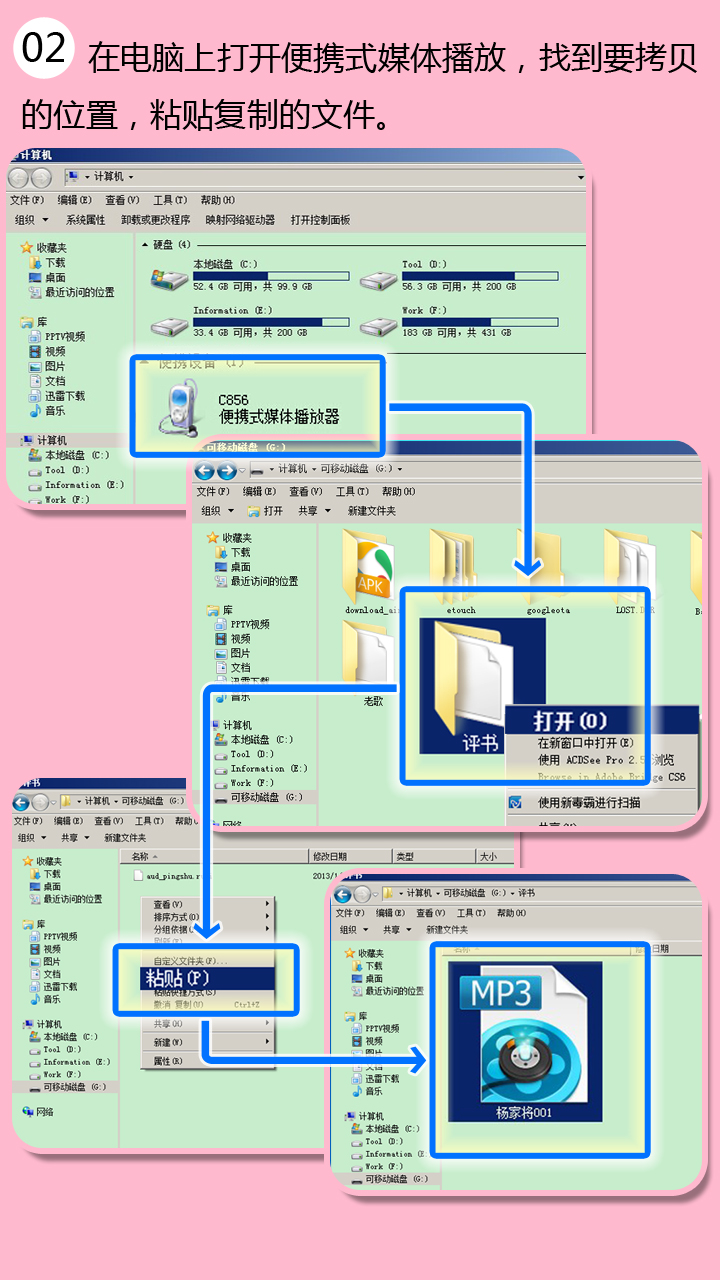 02 在电脑上打开便携式媒体播放，找到要拷贝
的位置，粘贴复制的文件。
计算机
计算机
文件(F) 编辑(E) 查看(V) 工具(T) 帮助(H)
组织 系统属性 卸载或更改程序 映射网络驱动器 打开控制面板
收藏夹
下载
桌面
最近访问的位置
库
PPTV视频
视频
图片
文档
迅雷下载
音乐
计算机
本地磁盘 (C:)
Tool (D:)
Information (E:)
Work (F:)
硬盘 (4)
本地磁盘 (C:)
52.4 GB 可用，共 99.9 GB
Tool (D:)
56.3 GB 可用，共 200 GB
Information (E:)
33.4 GB 可用，共 200 GB
Work (F:)
183 GB 可用，共 431 GB
便携设备 (1)
C856
便携式媒体播放器
可移动磁盘 (G:)
计算机 可移动磁盘 (G:)
文件(F) 编辑(E) 查看(V) 工具(T) 帮助(H)
组织 打开 共享 新建文件夹
收藏夹
下载
桌面
最近访问的位置
库
PPTV视频
视频
图片
文档
迅雷下载
音乐
计算机
本地磁盘 (C:)
Tool (D:)
Information (E:)
Work (F:)
可移动磁盘 (G:)
网络
APK
etouch
googleota
老歌
评书
打开(O)
在新窗口中打开(E)
使用 ACDSee Pro 2.5 浏览
Browse in Adobe Bridge CS6
使用新毒霸进行扫描
共享(H)
评书
计算机 可移动磁盘 (G:)
文件(F) 编辑(E) 查看(V) 工具(T)
组织 共享 新建文件夹
收藏夹
下载
桌面
最近访问的位置
库
PPTV视频
视频
图片
文档
迅雷下载
音乐
计算机
本地磁盘 (C:)
Tool (D:)
Information (E:)
Work (F:)
可移动磁盘 (G:)
网络
名称 修改日期 类型 大小
查看(V)
排序方式(O)
分组依据
刷新(E)
自定义文件夹(F)...
粘贴(P)
粘贴快捷方式(S)
撤消 复制(U) Ctrl+Z
共享(H)
新建(W)
属性(R)
计算机 可移动磁盘 (G:) 评书
文件(F) 编辑(E) 查看(V) 工具(T) 帮助(H)
组织 共享 新建文件夹
收藏夹
下载
桌面
最近访问的位置
库
PPTV视频
视频
图片
文档
迅雷下载
音乐
计算机
本地磁盘 (C:)
Tool (D:)
Information (E:
Work (F:)
可移动磁盘 (G:)
名称
日期
MP3
杨家将001